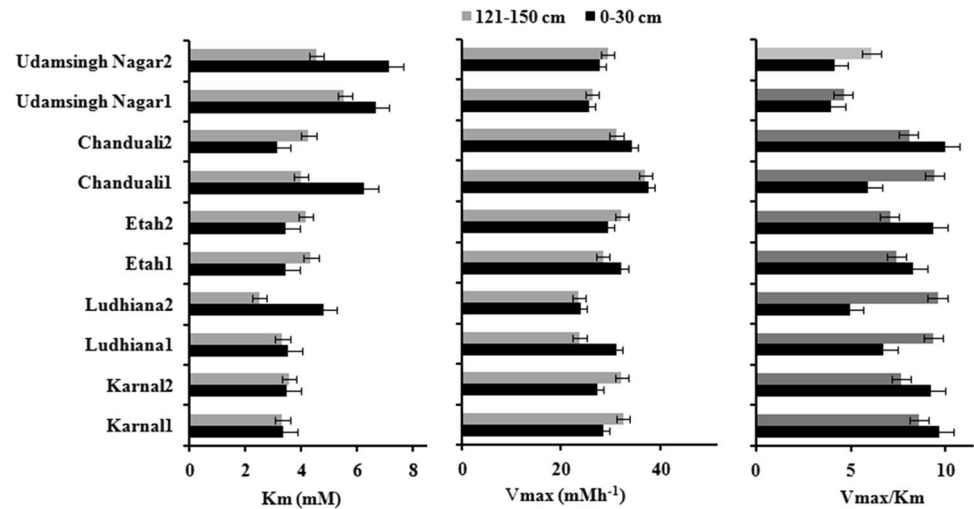 121-150 cm 0-30 cm
Udamsingh Nagar2
Udamsingh Nagar1
Chanduali2
Chanduali1
Etah2
Etah1
Ludhiana2
Ludhiana1
Karnal2
Karnal1
0 2 4 6 8
Km (mM)
0 20 40
Vmax (mMh-1)
0 5 10
Vmax/Km